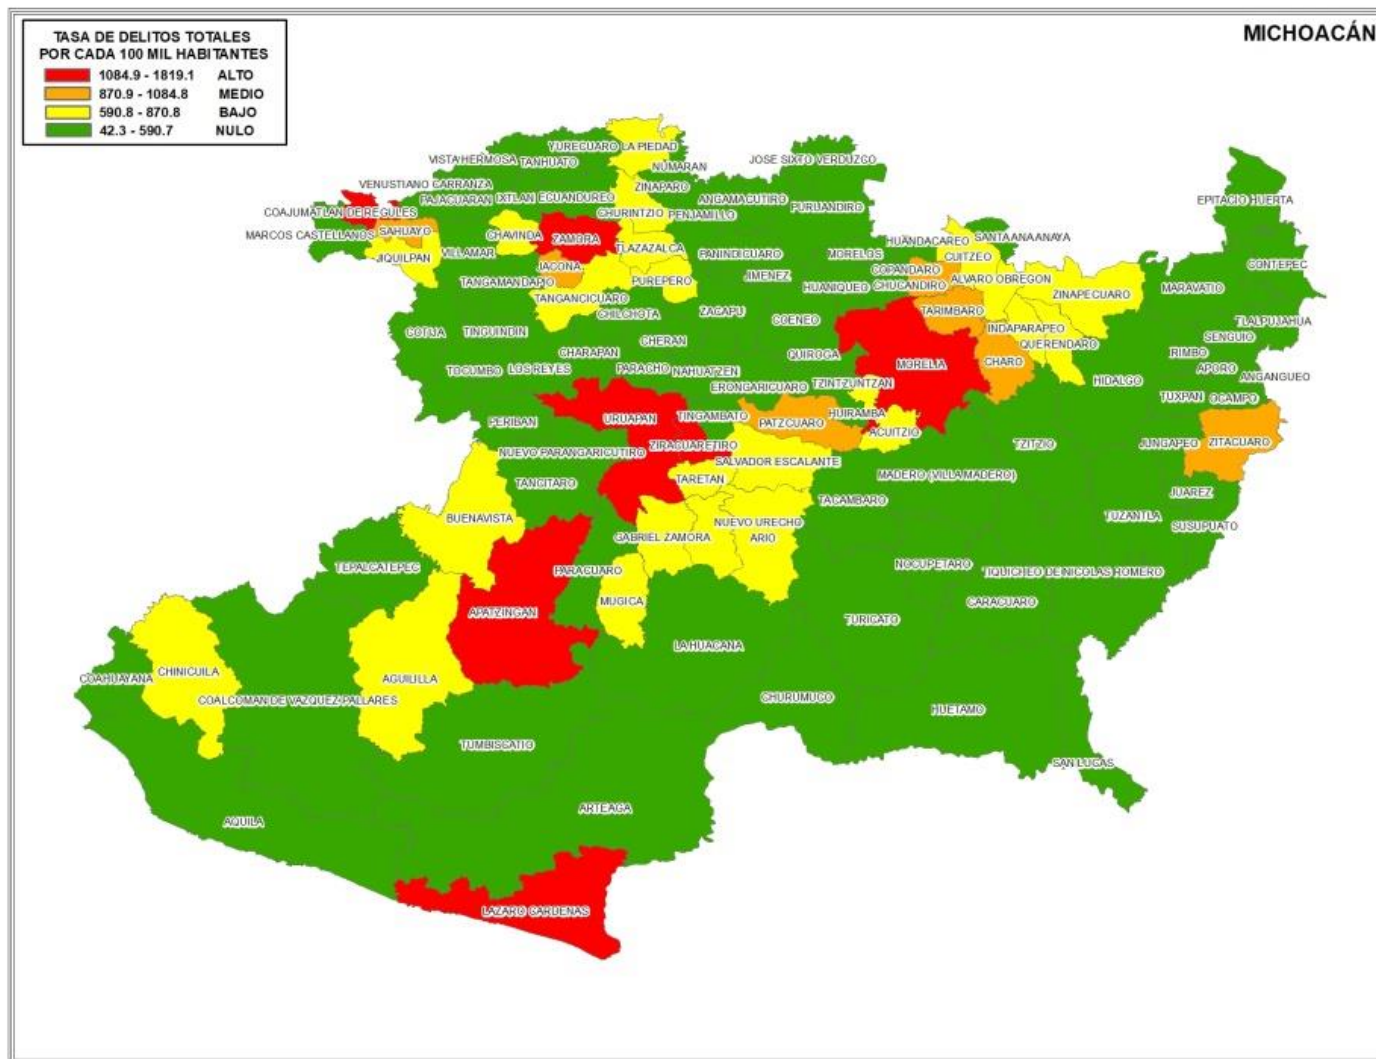 MICHOACÁN
TASA DE DELITOS TOTALES
POR CADA 100 MIL HABITANTES
1084.9 - 1819.1 ALTO
870.9 - 1084.8 MEDIO
590.8 - 870.8 BAJO
42.3 - 590.7 NULO
YURECUARO
LA PIEDAD
VISTA HERMOSA
TANHUATO
NUMARAN
JOSE SIXTO VERDUZCO
VENUSTIANO CARRANZA
ZINAPARO
PAJACUARAN
IXTLAN
ECUANDUREO
ANGAMACUTIRO
EPITACIO HUERTA
COAJUMATLAN DE REGULES
CHURINTZIO
PENJAMILLO
PURUANDIRO
MARCOS CASTELLANOS
SAHUAYO
CHAVINDA
ZAMORA
TLAZAZALCA
HUANDACAREO
SANTA ANA ANAYA
VILLAMAR
PANINDICUARO
MORELOS
CUITZEO
JIQUILPAN
JACONA
COPANDARO
CONTEPEC
TANGAMANDAPIO
PUREPERO
JIMENEZ
HUANIQUEO
CHUCANDIRO
ALVARO OBREGON
ZINAPECUARO
MARAVATIO
TANGANCICUARO
CHILCHOTA
ZACAPU
COENEO
TARIMBARO
TLALPUJAHUA
COTIJA
TINGUINDIN
CHERAN
INDAPARAPEO
SENGUIO
CHARAPAN
QUIROGA
QUERENDARO
IRIMBO
TOCUMBO
LOS REYES
PARACHO
NAHUATZEN
MORELIA
CHARO
APORO
ANGANGUEO
ERONGARICUARO
TZINTZUNTZAN
HIDALGO
TUXPAN
OCAMPO
PERIBAN
URUAPAN
TINGAMBATO
PATZCUARO
HUIRAMBA
ACUITZIO
TZITZIO
JUNGAPEO
ZITACUARO
NUEVO PARANGARICUTIRO
ZIRACUARETIRO
SALVADOR ESCALANTE
TANCITARO
TARETAN
MADERO (VILLA MADERO)
JUAREZ
TACAMBARO
BUENAVISTA
NUEVO URECHO
TUZANTLA
SUSUPUATO
GABRIEL ZAMORA
ARIO
TEPALCATEPEC
PARACUARO
NOCUPETARO
TIQUICHEO DE NICOLAS ROMERO
MUGICA
CARACUARO
APATZINGAN
TURICATO
LA HUACANA
CHINICUILA
COAHUAYANA
AGUILILLA
COALCOMAN DE VAZQUEZ PALLARES
CHURUMUCO
HUETAMO
TUMBISCATIO
SAN LUCAS
AQUILA
ARTEAGA
LAZARO CARDENAS